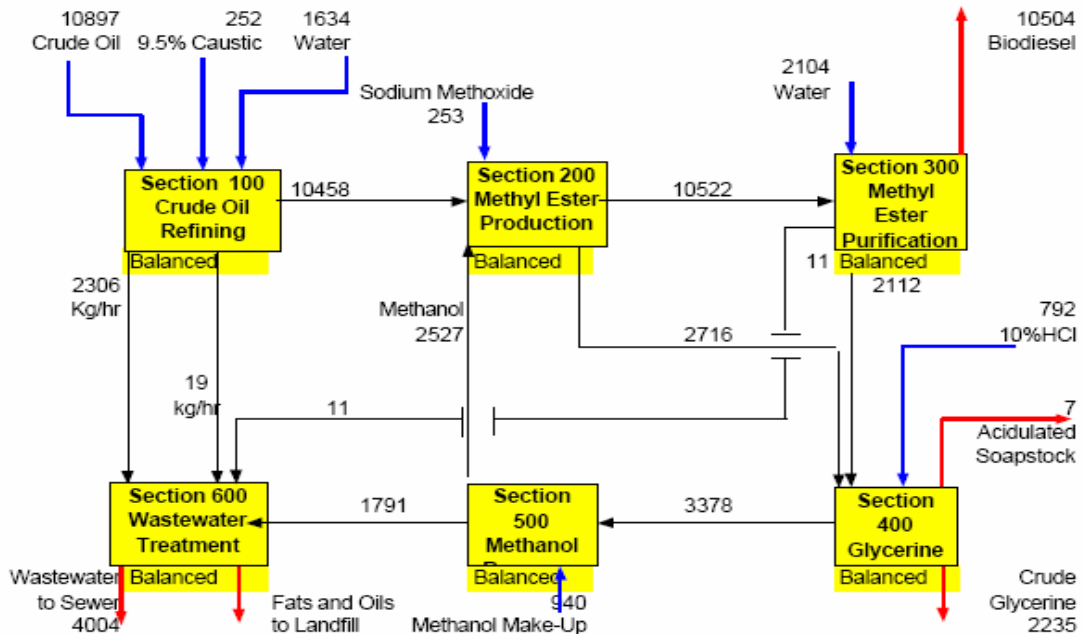 10897 252 1634 10504
Crude Oil 9.5% Caustic Water Biodiesel
Sodium Methoxide
253
2104
Water
Section 100
Crude Oil
Refining
Balanced
10458
Section 200
Methyl Ester
Production
Balanced
10522
Section 300
Methyl
Ester
Purification
Balanced
2306
Kg/hr
Methanol
2527
11
2112
792
10%HCl
2716
19
kg/hr
11
7
Acidulated
Soapstock
Section 600
Wastewater
Treatment
Balanced
1791
Section
500
Methanol
Balanced
3378
Section
400
Glycerine
Balanced
Wastewater
to Sewer
4004
Fats and Oils
to Landfill
940
Methanol Make-Up
Crude
Glycerine
2235